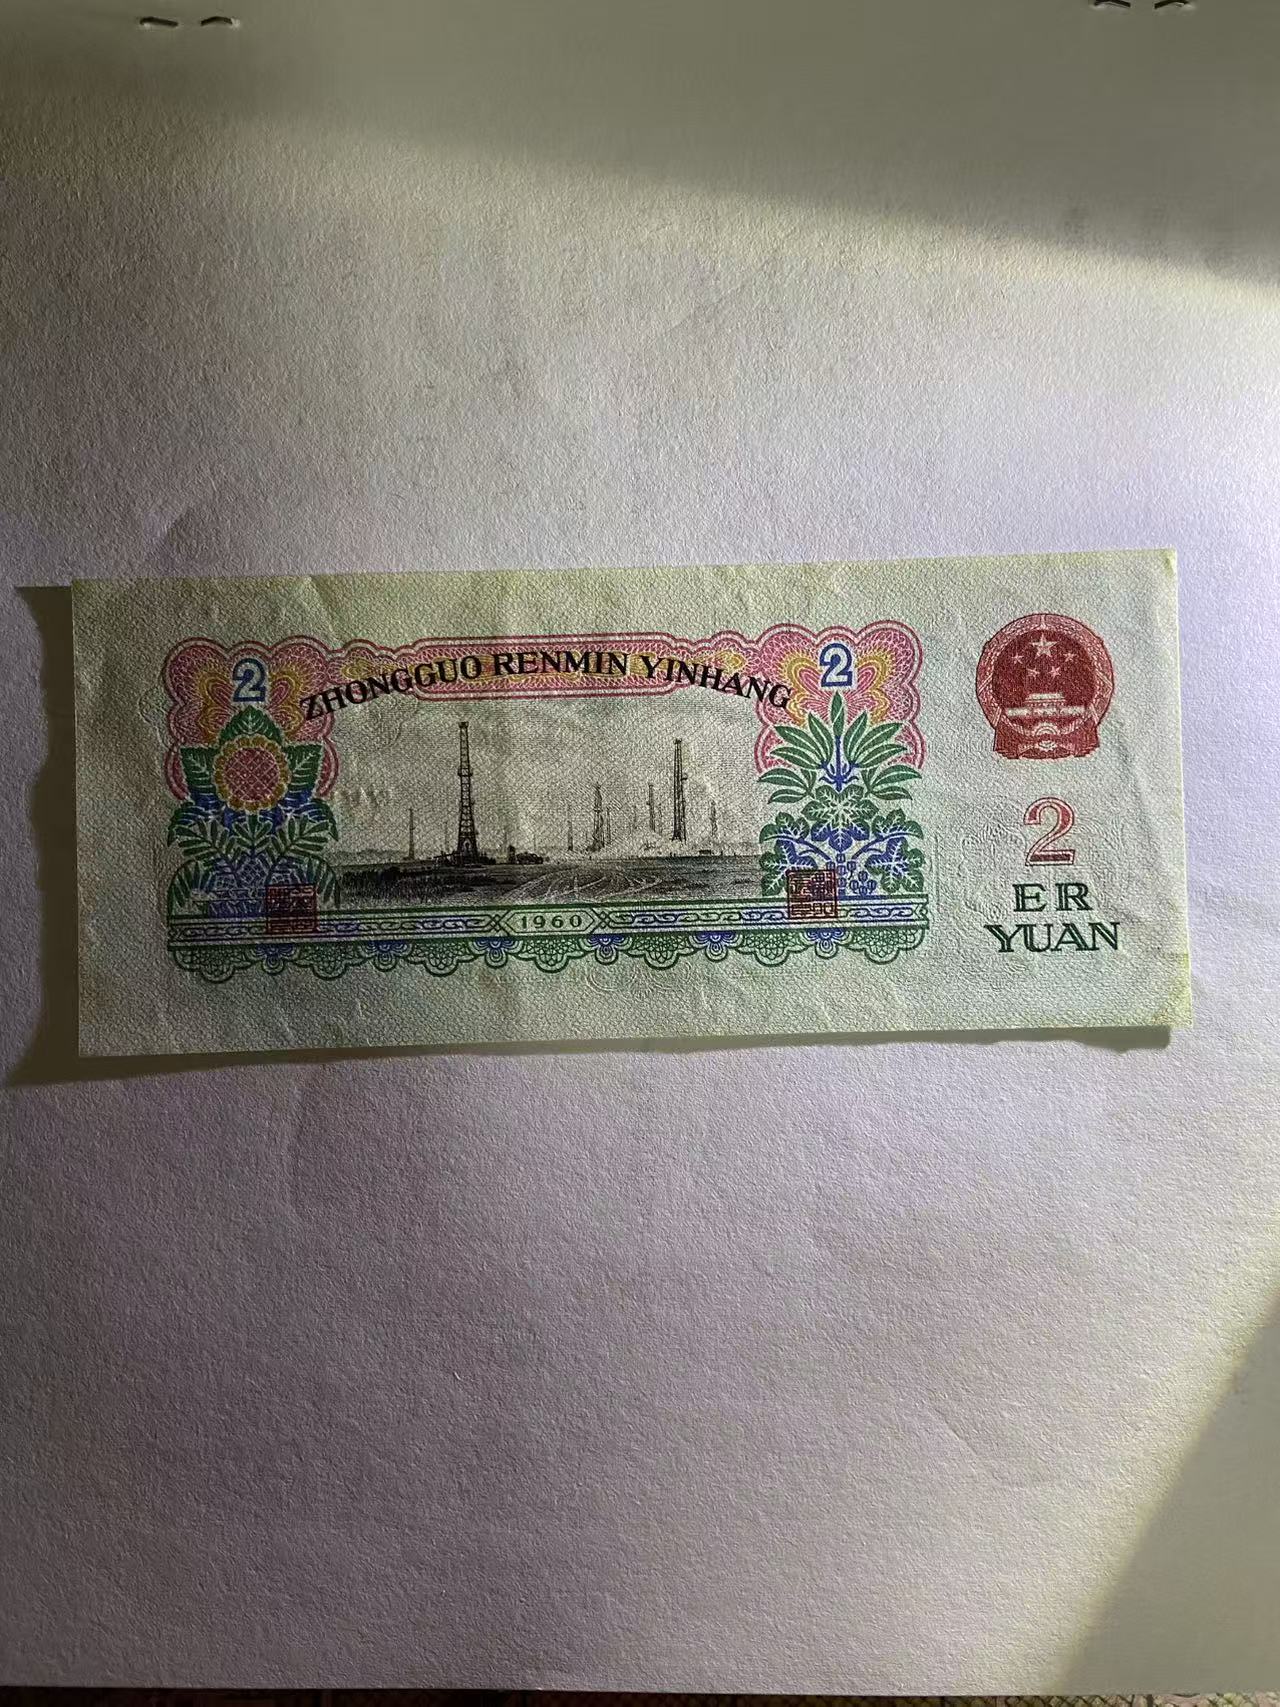 2
ZHONGGUO RENMIN YINHANG
2
2
ER
YUAN
1960